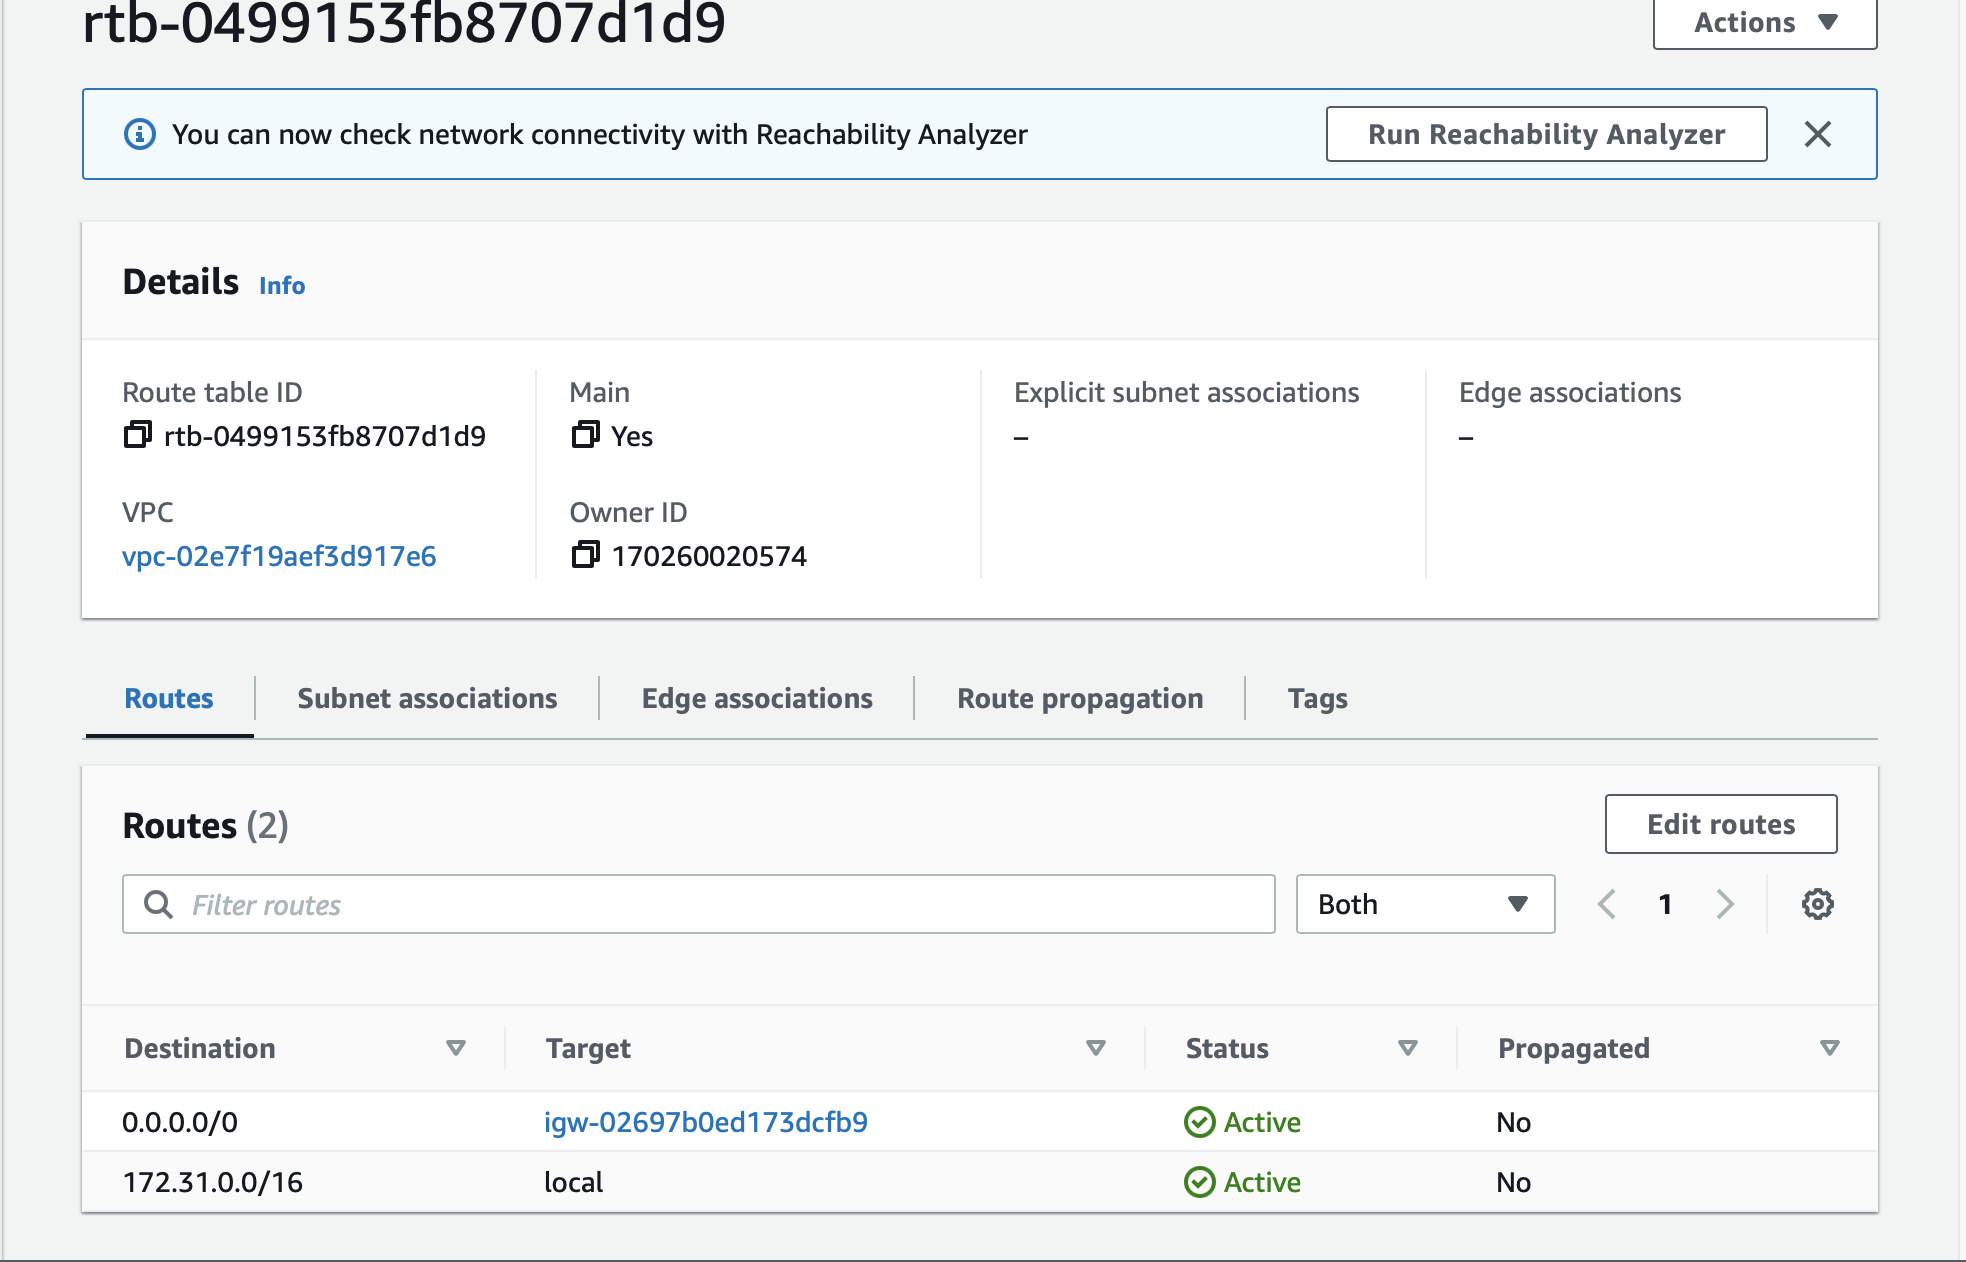 rtb-0499153fb8707d1d9
Actions
You can now check network connectivity with Reachability Analyzer
Run Reachability Analyzer
Details Info
Route table ID
rtb-0499153fb8707d1d9
Main
Yes
Explicit subnet associations
–
Edge associations
–
VPC
vpc-02e7f19aef3d917e6
Owner ID
170260020574
Routes Subnet associations Edge associations Route propagation Tags
Routes (2)
Edit routes
Filter routes
Both
1
Destination Target Status Propagated
0.0.0.0/0 igw-02697b0ed173dcfb9 Active No
172.31.0.0/16 local Active No